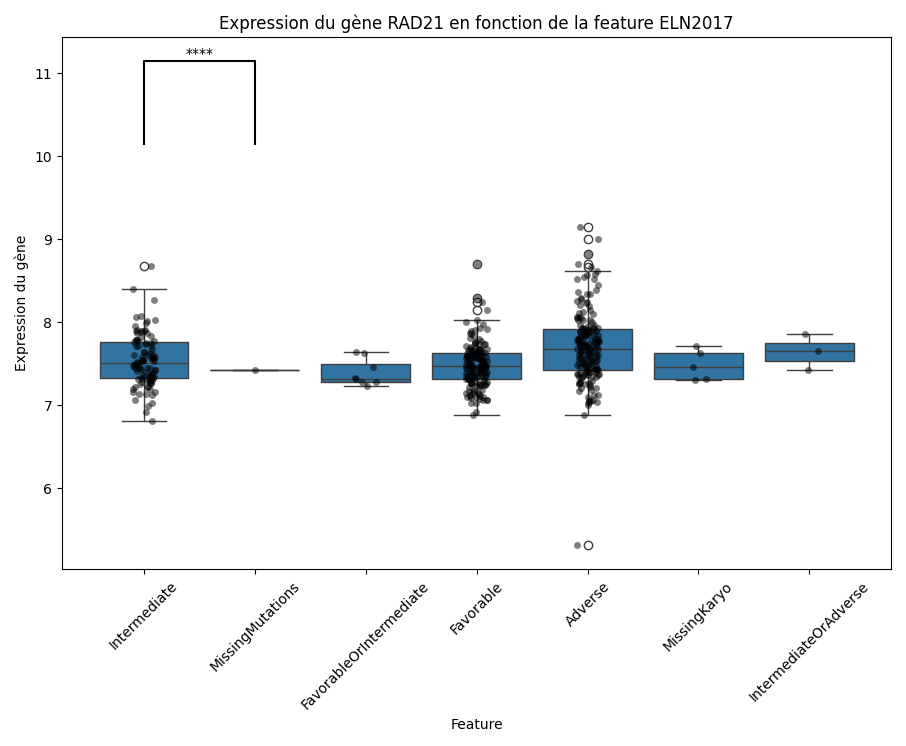 Expression du gène RAD21 en fonction de la feature ELN2017
****
11
10
9
8
7
6
Expression du gène
Intermediate
MissingMutations
FavorableOrIntermediate
Favorable
Adverse
MissingKaryo
IntermediateOrAdverse
Feature